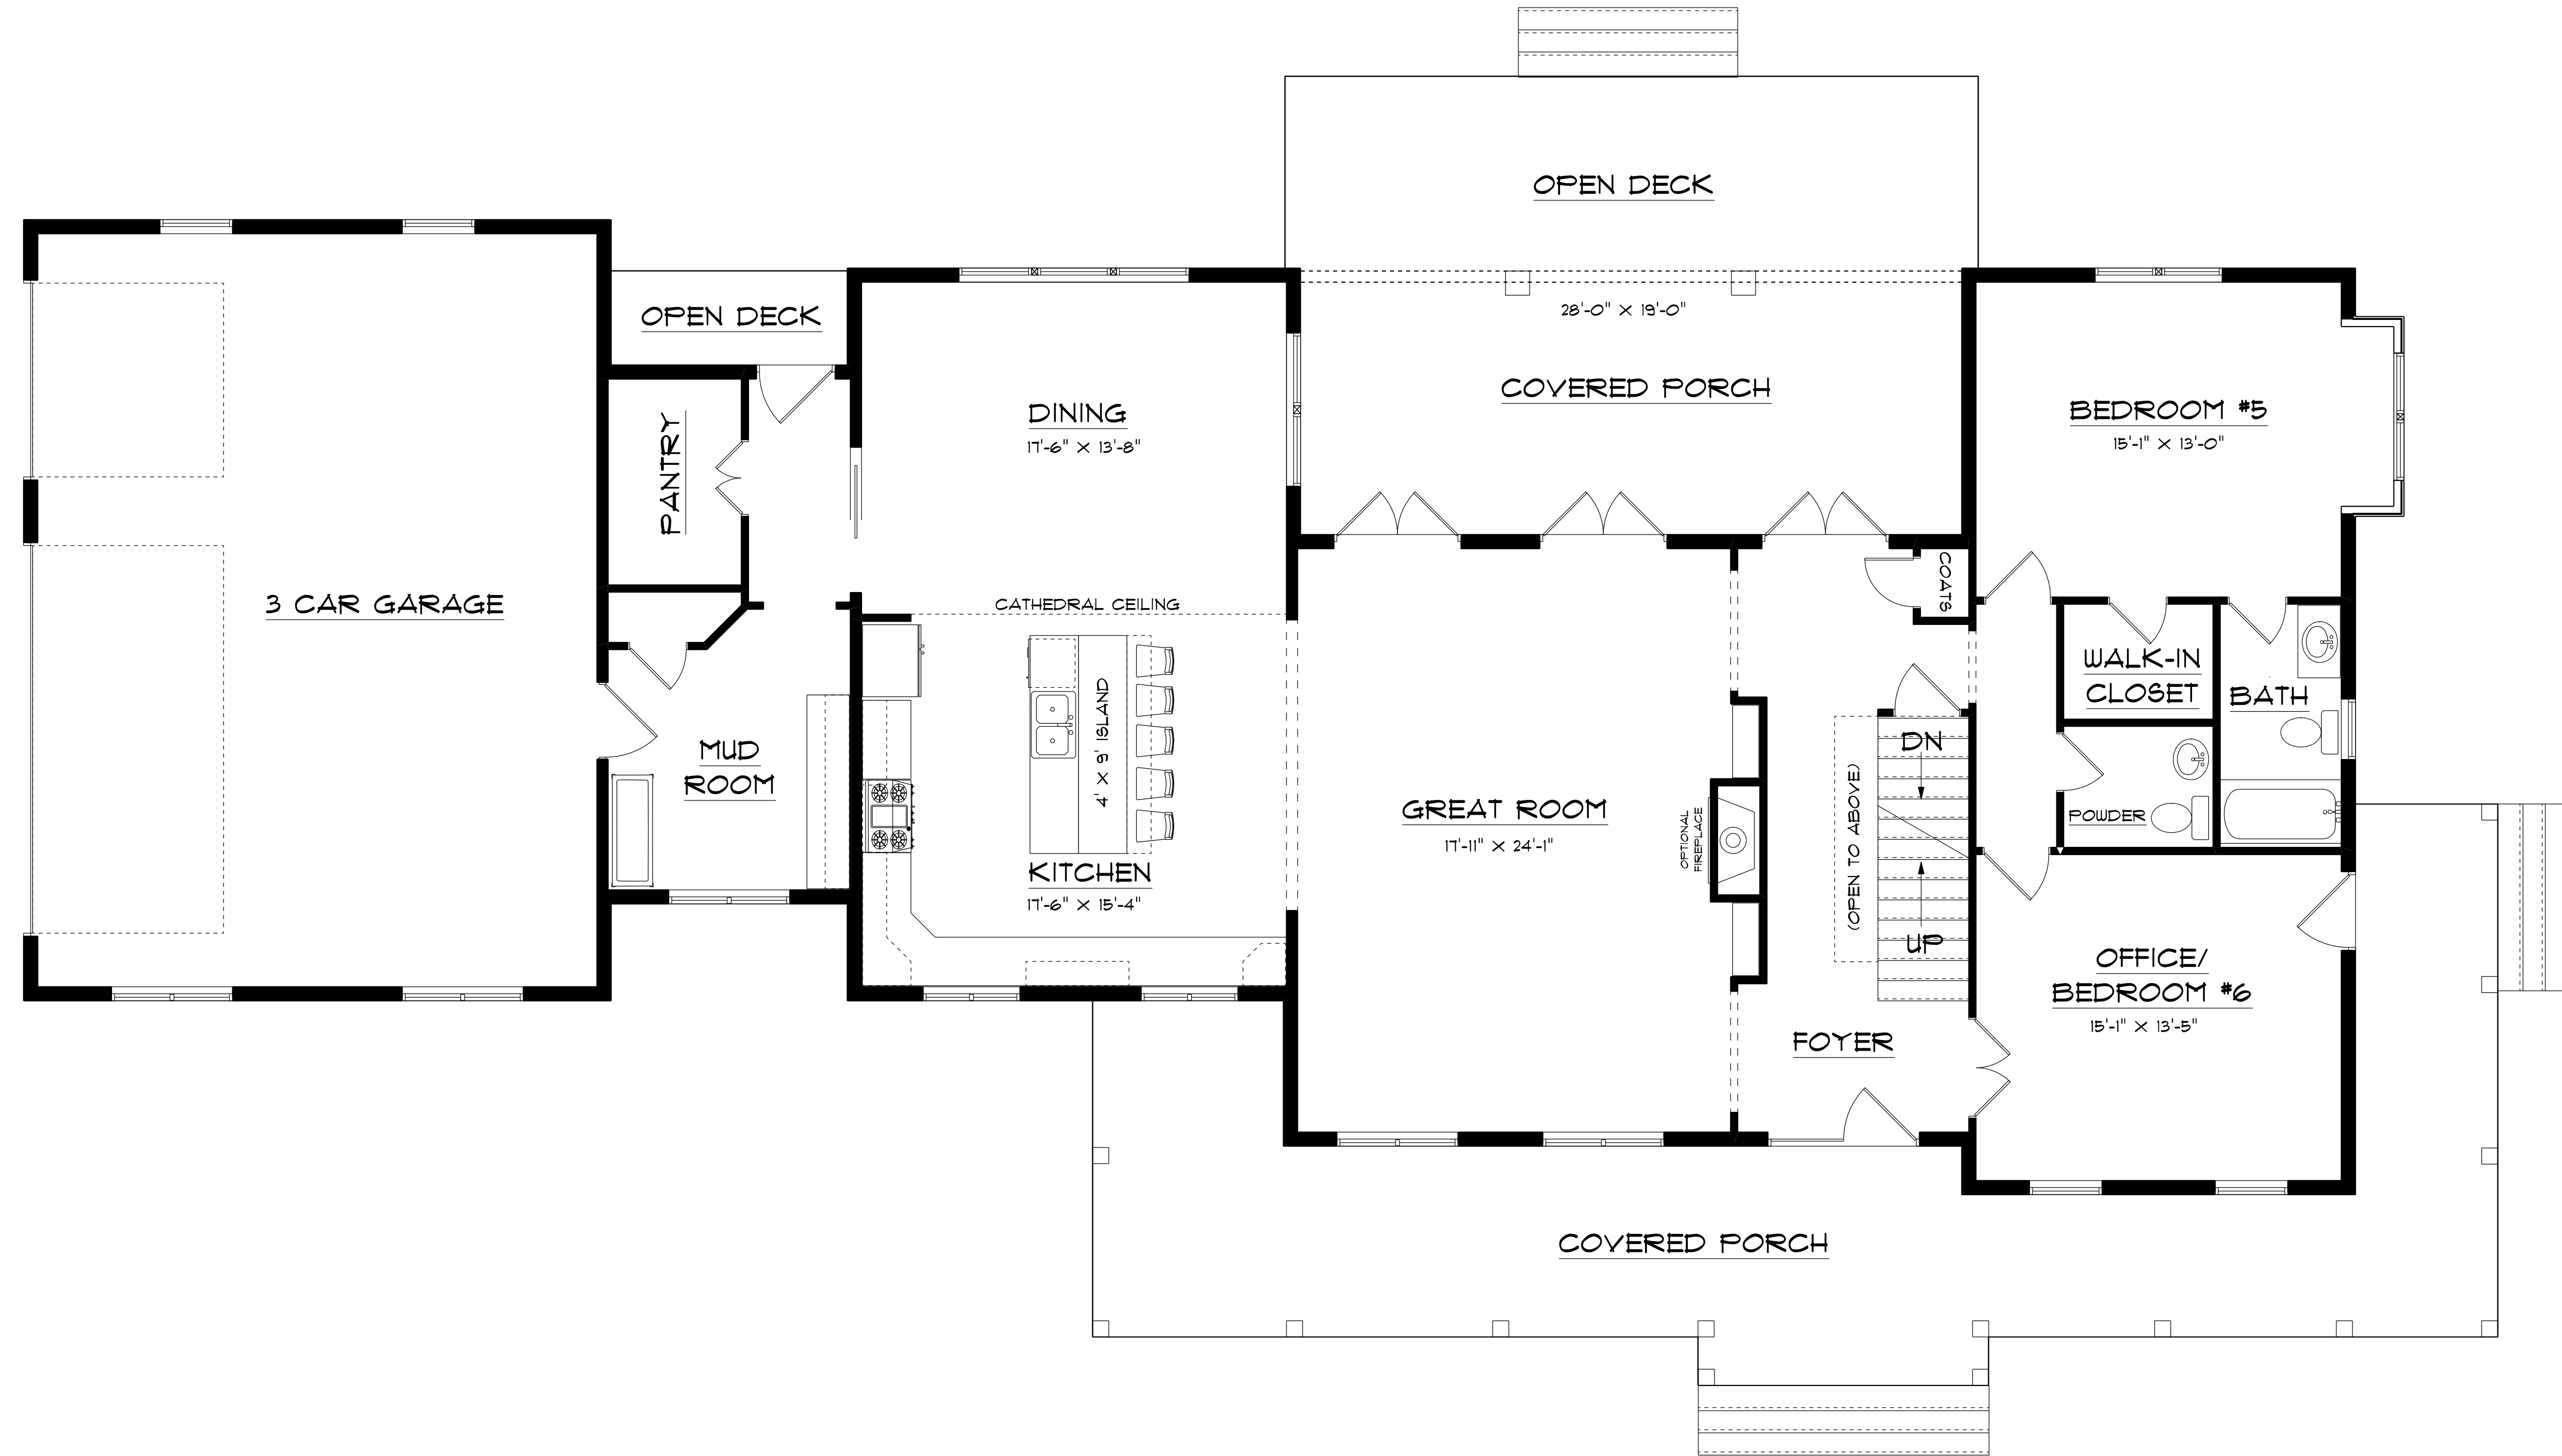 OPEN DECK
OPEN DECK
28'-0" X 19'-0"
COVERED PORCH
DINING
17'-6" X 13'-8"
BEDROOM #5
15'-1" X 13'-0"
PANTRY
COATS
3 CAR GARAGE
CATHEDRAL CEILING
WALK-IN
CLOSET
BATH
4' X 9' ISLAND
MUD
ROOM
DN
(OPEN TO ABOVE)
GREAT ROOM
17'-11" X 24'-1"
OPTIONAL
FIREPLACE
POWDER
KITCHEN
17'-6" X 15'-4"
UP
OFFICE/
BEDROOM #6
15'-1" X 13'-5"
FOYER
COVERED PORCH